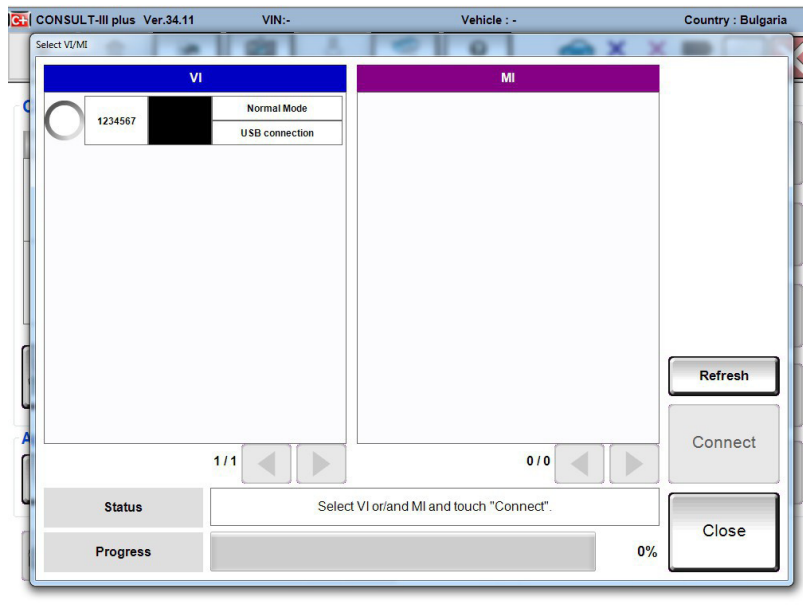 C+ CONSULT-III plus Ver.34.11 VIN:- Vehicle : - Country : Bulgaria
Select VI/MI
VI MI
1234567 Normal Mode
USB connection
Refresh
Connect
1/1 0/0
Status Select VI or/and MI and touch "Connect".
Close
Progress 0%